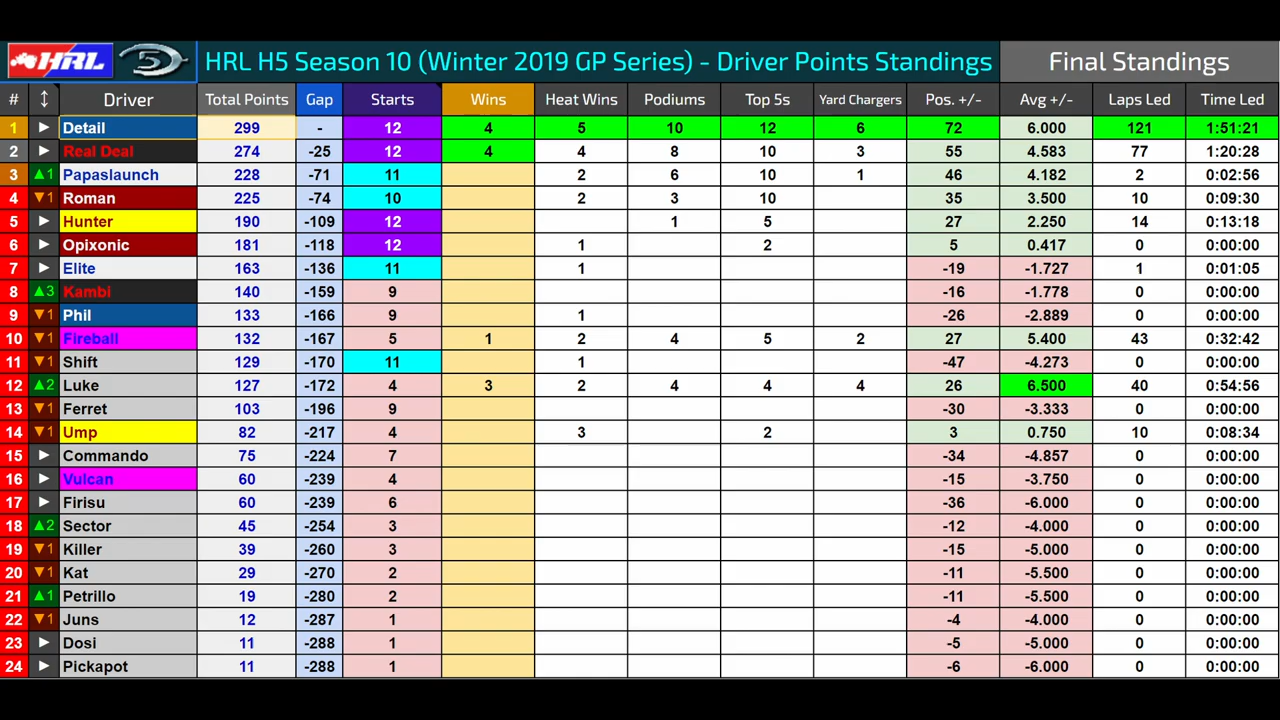 HRL 5 HRL H5 Season 10 (Winter 2019 GP Series) - Driver Points Standings Final Standings
# ↕ Driver Total Points Gap Starts Wins Heat Wins Podiums Top 5s Yard Chargers Pos. +/- Avg +/- Laps Led Time Led
1 ► Detail 299 - 12 4 5 10 12 6 72 6.000 121 1:51:21
2 ► Real Deal 274 -25 12 4 4 8 10 3 55 4.583 77 1:20:28
3 ▲1 Papaslaunch 228 -71 11 2 6 10 1 46 4.182 2 0:02:56
4 ▼1 Roman 225 -74 10 2 3 10 35 3.500 10 0:09:30
5 ► Hunter 190 -109 12 1 5 27 2.250 14 0:13:18
6 ► Opixonic 181 -118 12 1 2 5 0.417 0 0:00:00
7 ► Elite 163 -136 11 1 -19 -1.727 1 0:01:05
8 ▲3 Kambi 140 -159 9 -16 -1.778 0 0:00:00
9 ▼1 Phil 133 -166 9 1 -26 -2.889 0 0:00:00
10 ▼1 Fireball 132 -167 5 1 2 4 5 2 27 5.400 43 0:32:42
11 ▼1 Shift 129 -170 11 1 -47 -4.273 0 0:00:00
12 ▲2 Luke 127 -172 4 3 2 4 4 4 26 6.500 40 0:54:56
13 ▼1 Ferret 103 -196 9 -30 -3.333 0 0:00:00
14 ▼1 Ump 82 -217 4 3 2 3 0.750 10 0:08:34
15 ► Commando 75 -224 7 -34 -4.857 0 0:00:00
16 ► Vulcan 60 -239 4 -15 -3.750 0 0:00:00
17 ► Firisu 60 -239 6 -36 -6.000 0 0:00:00
18 ▲2 Sector 45 -254 3 -12 -4.000 0 0:00:00
19 ▼1 Killer 39 -260 3 -15 -5.000 0 0:00:00
20 ▼1 Kat 29 -270 2 -11 -5.500 0 0:00:00
21 ▲1 Petrillo 19 -280 2 -11 -5.500 0 0:00:00
22 ▼1 Juns 12 -287 1 -4 -4.000 0 0:00:00
23 ► Dosi 11 -288 1 -5 -5.000 0 0:00:00
24 ► Pickapot 11 -288 1 -6 -6.000 0 0:00:00